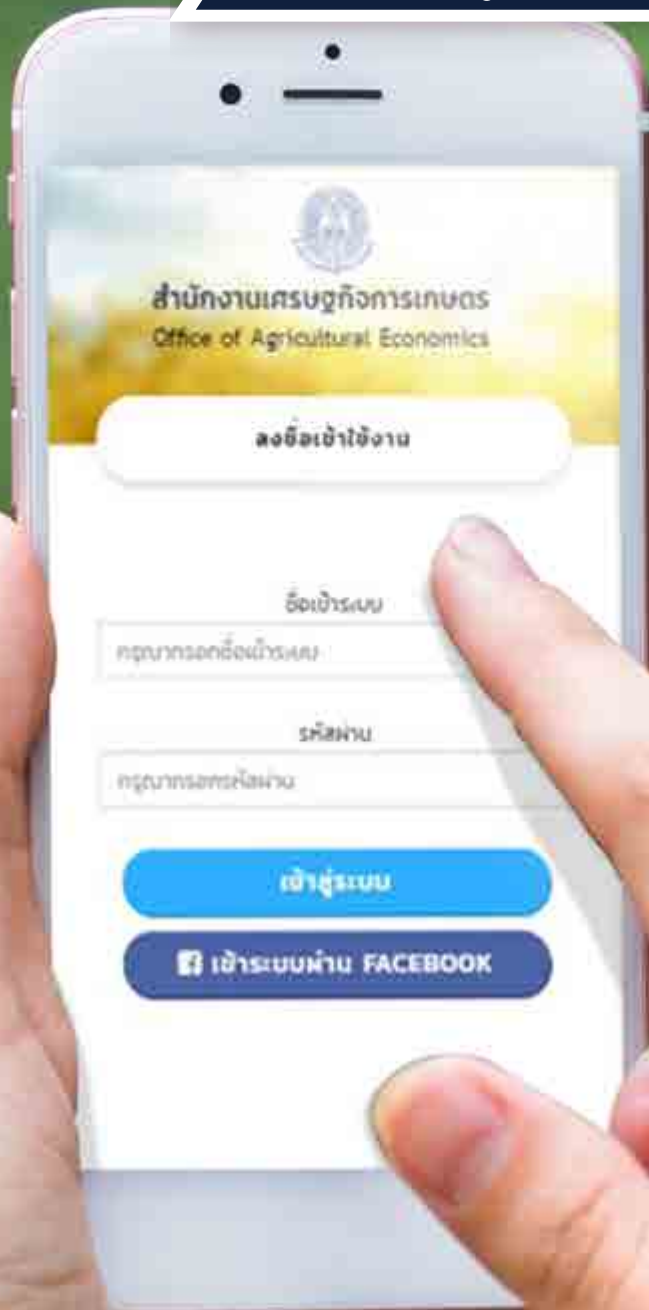 สำนักงานเศรษฐกิจการเกษตร
Office of Agricultural Economics
ลงชื่อเข้าใช้งาน
ชื่อเข้าระบบ
กรุณากรอกชื่อเข้าระบบ
รหัสผ่าน
กรุณากรอกรหัสผ่าน
เข้าสู่ระบบ
เข้าระบบผ่าน FACEBOOK